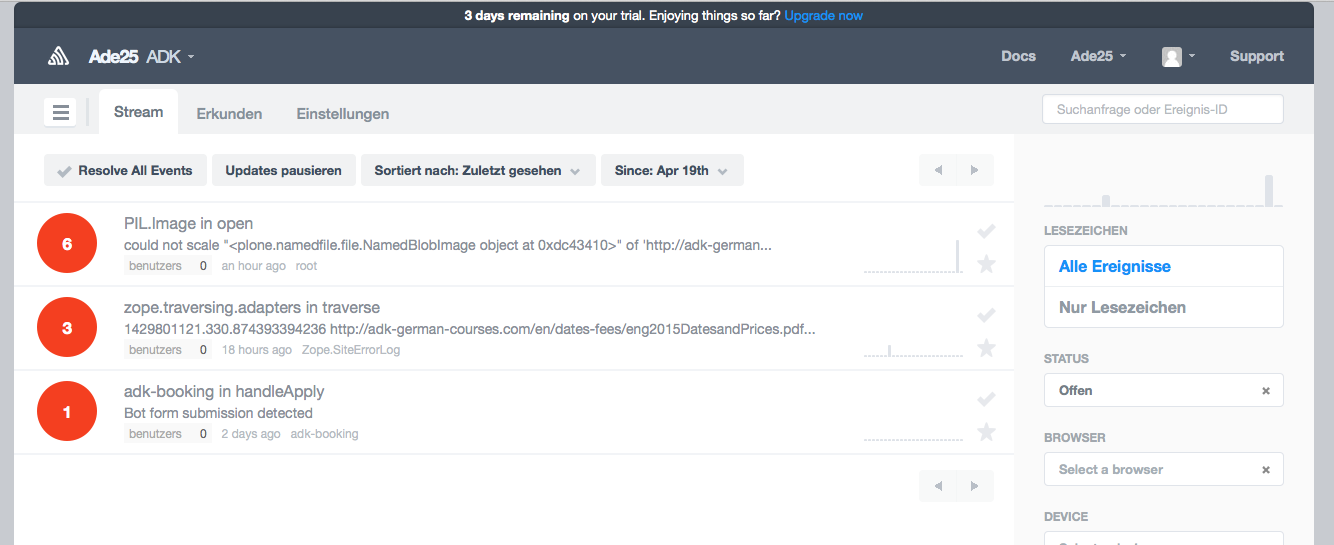 3 days remaining on your trial. Enjoying things so far? Upgrade now
Ade25 ADK
Docs
Ade25
Support
Stream
Erkunden
Einstellungen
Suchanfrage oder Ereignis-ID
Resolve All Events
Updates pausieren
Sortiert nach: Zuletzt gesehen
Since: Apr 19th
6
PIL.Image in open
could not scale "<plone.namedfile.file.NamedBlobImage object at 0xdc43410>" of 'http://adk-german...
benutzers 0 an hour ago root
3
zope.traversing.adapters in traverse
1429801121.330.874393394236 http://adk-german-courses.com/en/dates-fees/eng2015DatesandPrices.pdf...
benutzers 0 18 hours ago Zope.SiteErrorLog
1
adk-booking in handleApply
Bot form submission detected
benutzers 0 2 days ago adk-booking
LESEZEICHEN
Alle Ereignisse
Nur Lesezeichen
STATUS
Offen ×
BROWSER
Select a browser ×
DEVICE